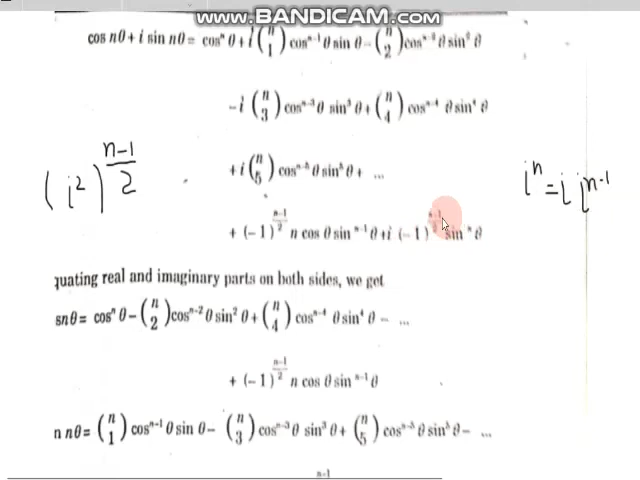 www.BANDICAM.com
cos nθ + i sin nθ = cosⁿ θ + i (n 1) cosⁿ⁻¹ θ sin θ − (n 2) cosⁿ⁻² θ sin² θ
− i (n 3) cosⁿ⁻³ θ sin³ θ + (n 4) cosⁿ⁻⁴ θ sin⁴ θ
(i²)^((n−1)/2) + i (n 5) cosⁿ⁻⁵ θ sin⁵ θ + ... iⁿ = i iⁿ⁻¹
+ (−1)^((n−1)/2) n cos θ sinⁿ⁻¹ θ + i (−1) sinⁿ θ
quating real and imaginary parts on both sides, we get
snθ = cosⁿ θ − (n 2) cosⁿ⁻² θ sin² θ + (n 4) cosⁿ⁻⁴ θ sin⁴ θ − ...
+ (−1)^((n−1)/2) n cos θ sinⁿ⁻¹ θ
n nθ = (n 1) cosⁿ⁻¹ θ sin θ − (n 3) cosⁿ⁻³ θ sin³ θ + (n 5) cosⁿ⁻⁵ θ sin⁵ θ − ...
n−1